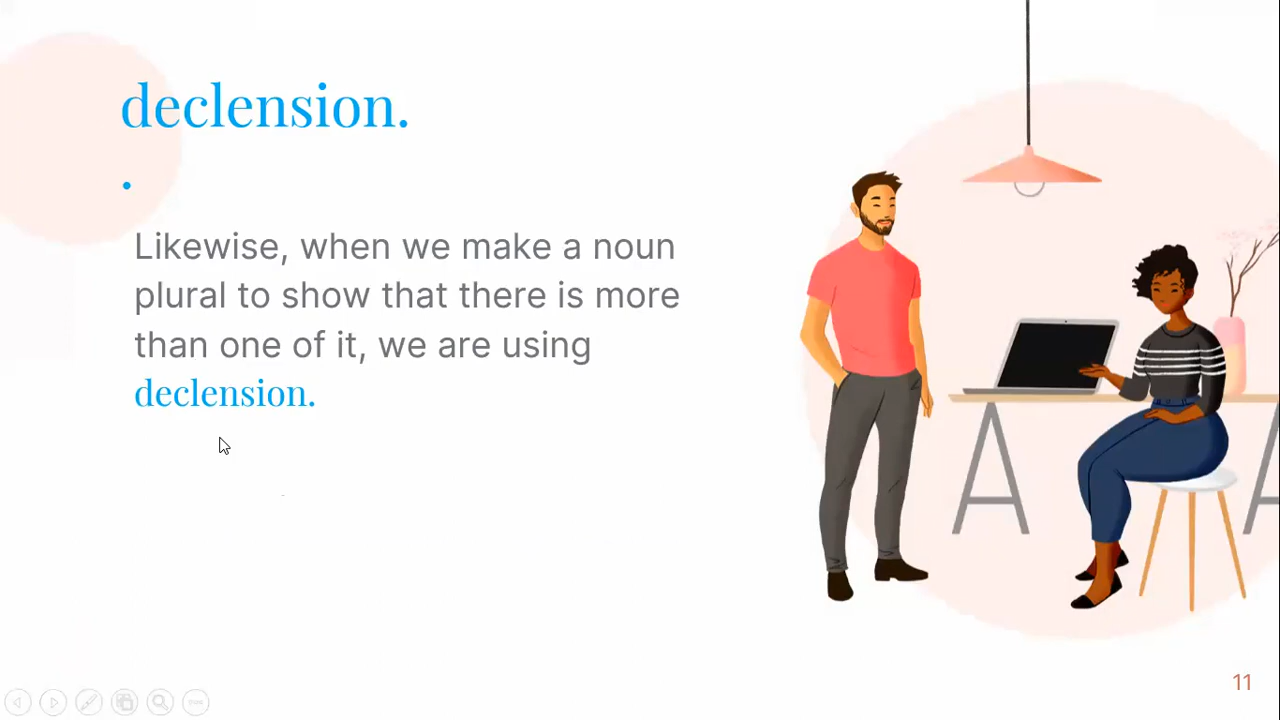 declension.
.
Likewise, when we make a noun
plural to show that there is more
than one of it, we are using
declension.
11